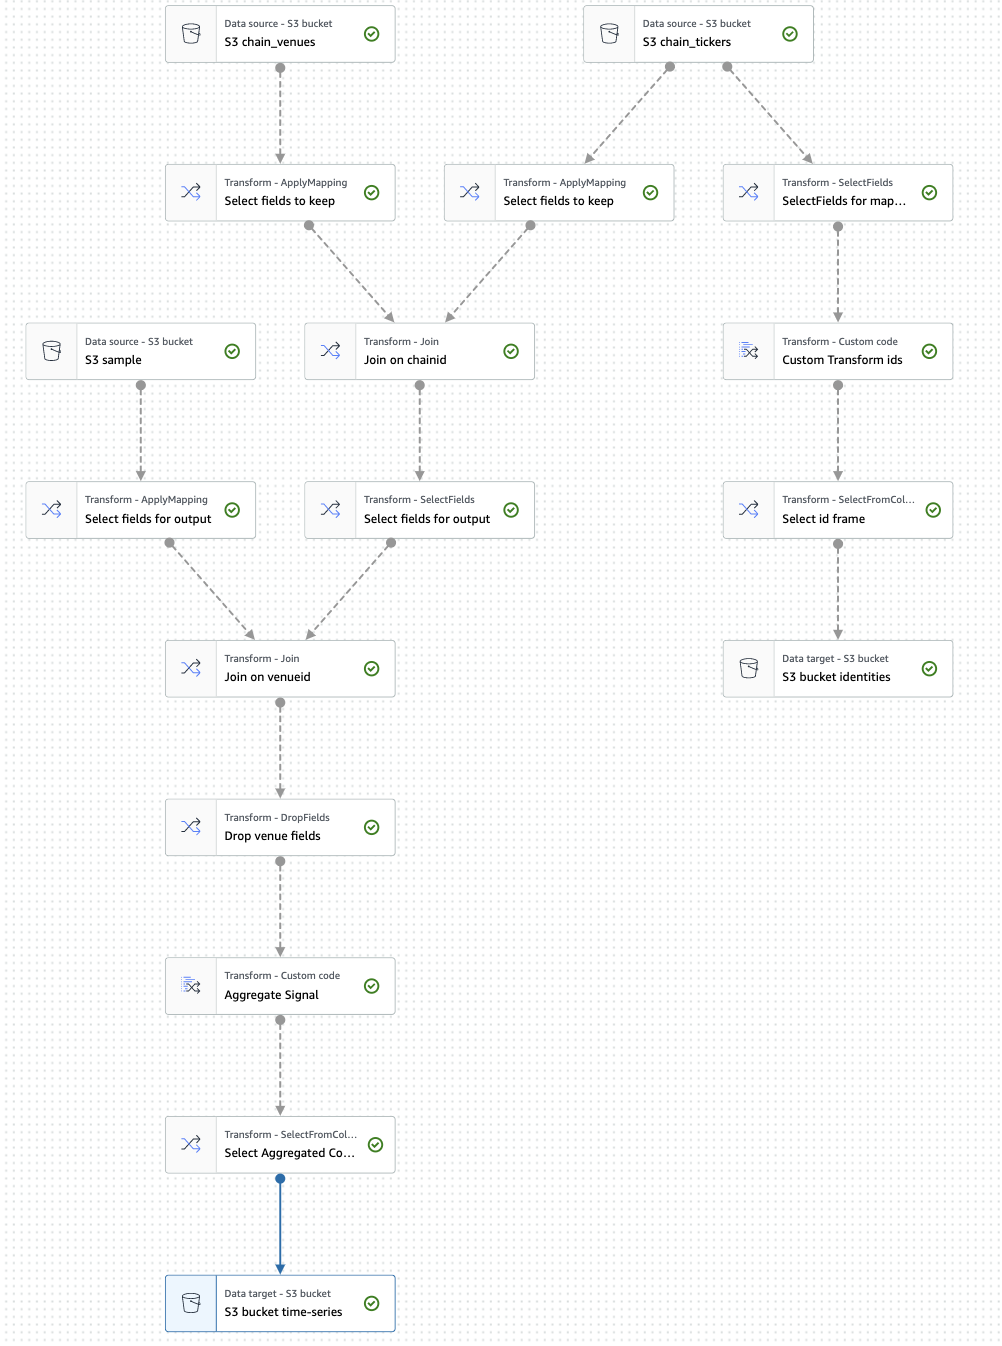 Data source - S3 bucket
S3 chain_venues
Data source - S3 bucket
S3 chain_tickers
Transform - ApplyMapping
Select fields to keep
Transform - ApplyMapping
Select fields to keep
Transform - SelectFields
SelectFields for map...
Data source - S3 bucket
S3 sample
Transform - Join
Join on chainid
Transform - Custom code
Custom Transform ids
Transform - ApplyMapping
Select fields for output
Transform - SelectFields
Select fields for output
Transform - SelectFromCol...
Select id frame
Transform - Join
Join on venueid
Data target - S3 bucket
S3 bucket identities
Transform - DropFields
Drop venue fields
Transform - Custom code
Aggregate Signal
Transform - SelectFromCol...
Select Aggregated Co...
Data target - S3 bucket
S3 bucket time-series